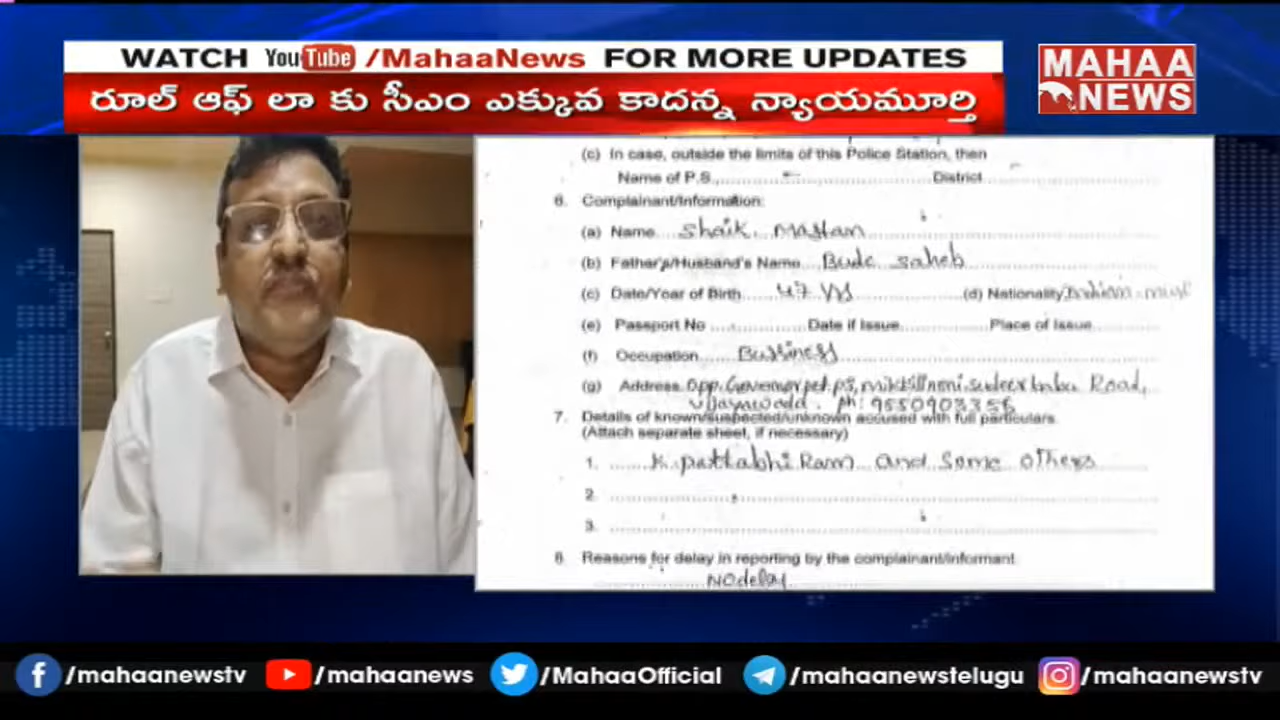 WATCH YouTube /MahaaNews FOR MORE UPDATES
రూల్ ఆఫ్ లా కు సీఎం ఎక్కువ కాదన్న న్యాయమూర్తి
MAHAA
NEWS
(c) In case, outside the limits of this Police Station, then
Name of P.S. District
6. Complainant/Information:
(a) Name Shaik. Mastan
(b) Father's/Husband's Name Bude saheb
(c) Date/Year of Birth 47 (d) Nationality
(e) Passport No Date if Issue Place of Issue
(f) Occupation Bussiness
(g) Address Opp. Governorpet. PS, Road,
Ph: 9550903356
7. Details of known/suspected/unknown accused with full particulars.
(Attach separate sheet, if necessary)
1. K. pattabhi Ram and Some others
2.
3.
8. Reasons for delay in reporting by the complainant/informant
NOdelay
/mahaanewstv /mahaanews /MahaaOfficial /mahaanewstelugu /mahaanewstv